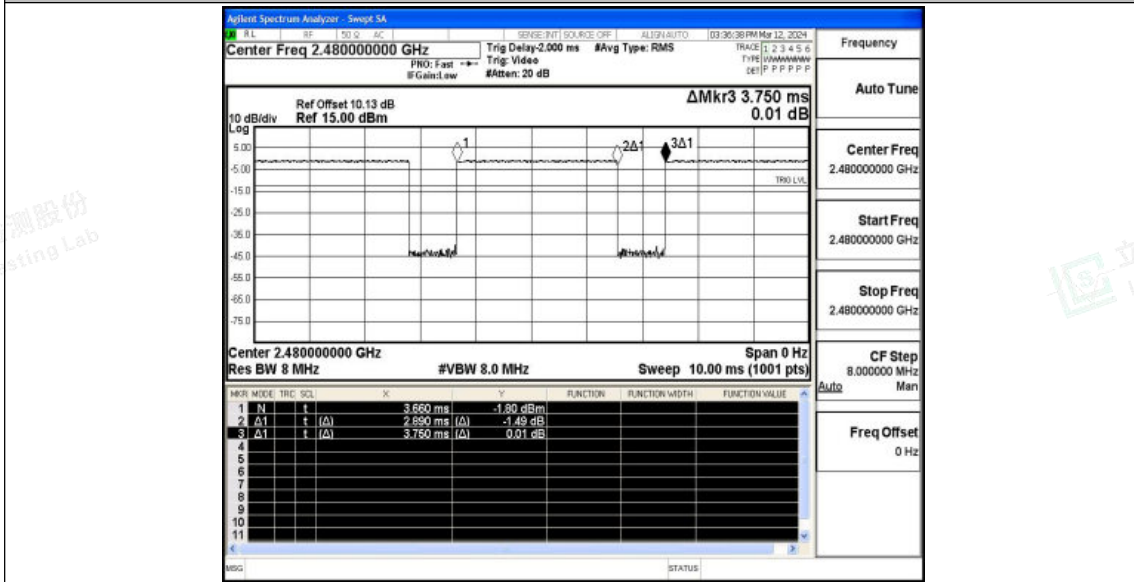 Agilent Spectrum Analyzer - Swept SA
RL RF 50 Ω AC SENSE:INT SOURCE OFF ALIGN AUTO 03:36:38 PM Mar 12, 2024
Center Freq 2.480000000 GHz
PNO: Fast
IFGain:Low
Trig Delay-2.000 ms #Avg Type: RMS
Trig: Video
#Atten: 20 dB
TRACE 1 2 3 4 5 6
TYPE
DET P P P P P P
ΔMkr3 3.750 ms
0.01 dB
Ref Offset 10.13 dB
10 dB/div Ref 15.00 dBm
Log
5.00
-5.00
-15.0
-25.0
-35.0
-45.0
-55.0
-65.0
-75.0
1
2Δ1
3Δ1
TRIG LVL
Center 2.480000000 GHz Span 0 Hz
Res BW 8 MHz #VBW 8.0 MHz Sweep 10.00 ms (1001 pts)
MKR MODE TRC SCL X Y FUNCTION FUNCTION WIDTH FUNCTION VALUE
1 N t 3.660 ms -1.80 dBm
2 Δ1 t (Δ) 2.890 ms (Δ) -1.49 dB
3 Δ1 t (Δ) 3.750 ms (Δ) 0.01 dB
4
5
6
7
8
9
10
11
MSG STATUS
Frequency
Auto Tune
Center Freq
2.480000000 GHz
Start Freq
2.480000000 GHz
Stop Freq
2.480000000 GHz
CF Step
8.000000 MHz
Auto Man
Freq Offset
0 Hz
测股份
sting Lab